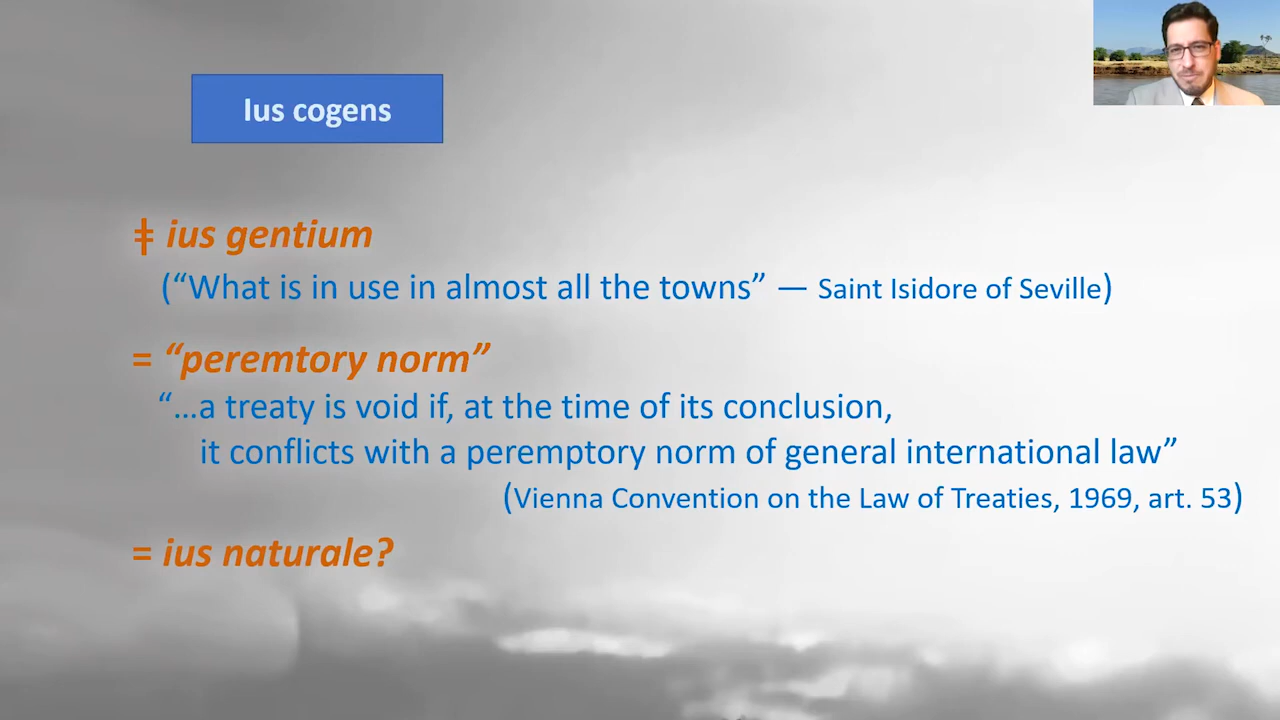 Ius cogens
ǂ ius gentium
(“What is in use in almost all the towns” — Saint Isidore of Seville)
= “peremtory norm”
“…a treaty is void if, at the time of its conclusion,
it conflicts with a peremptory norm of general international law”
(Vienna Convention on the Law of Treaties, 1969, art. 53)
= ius naturale?